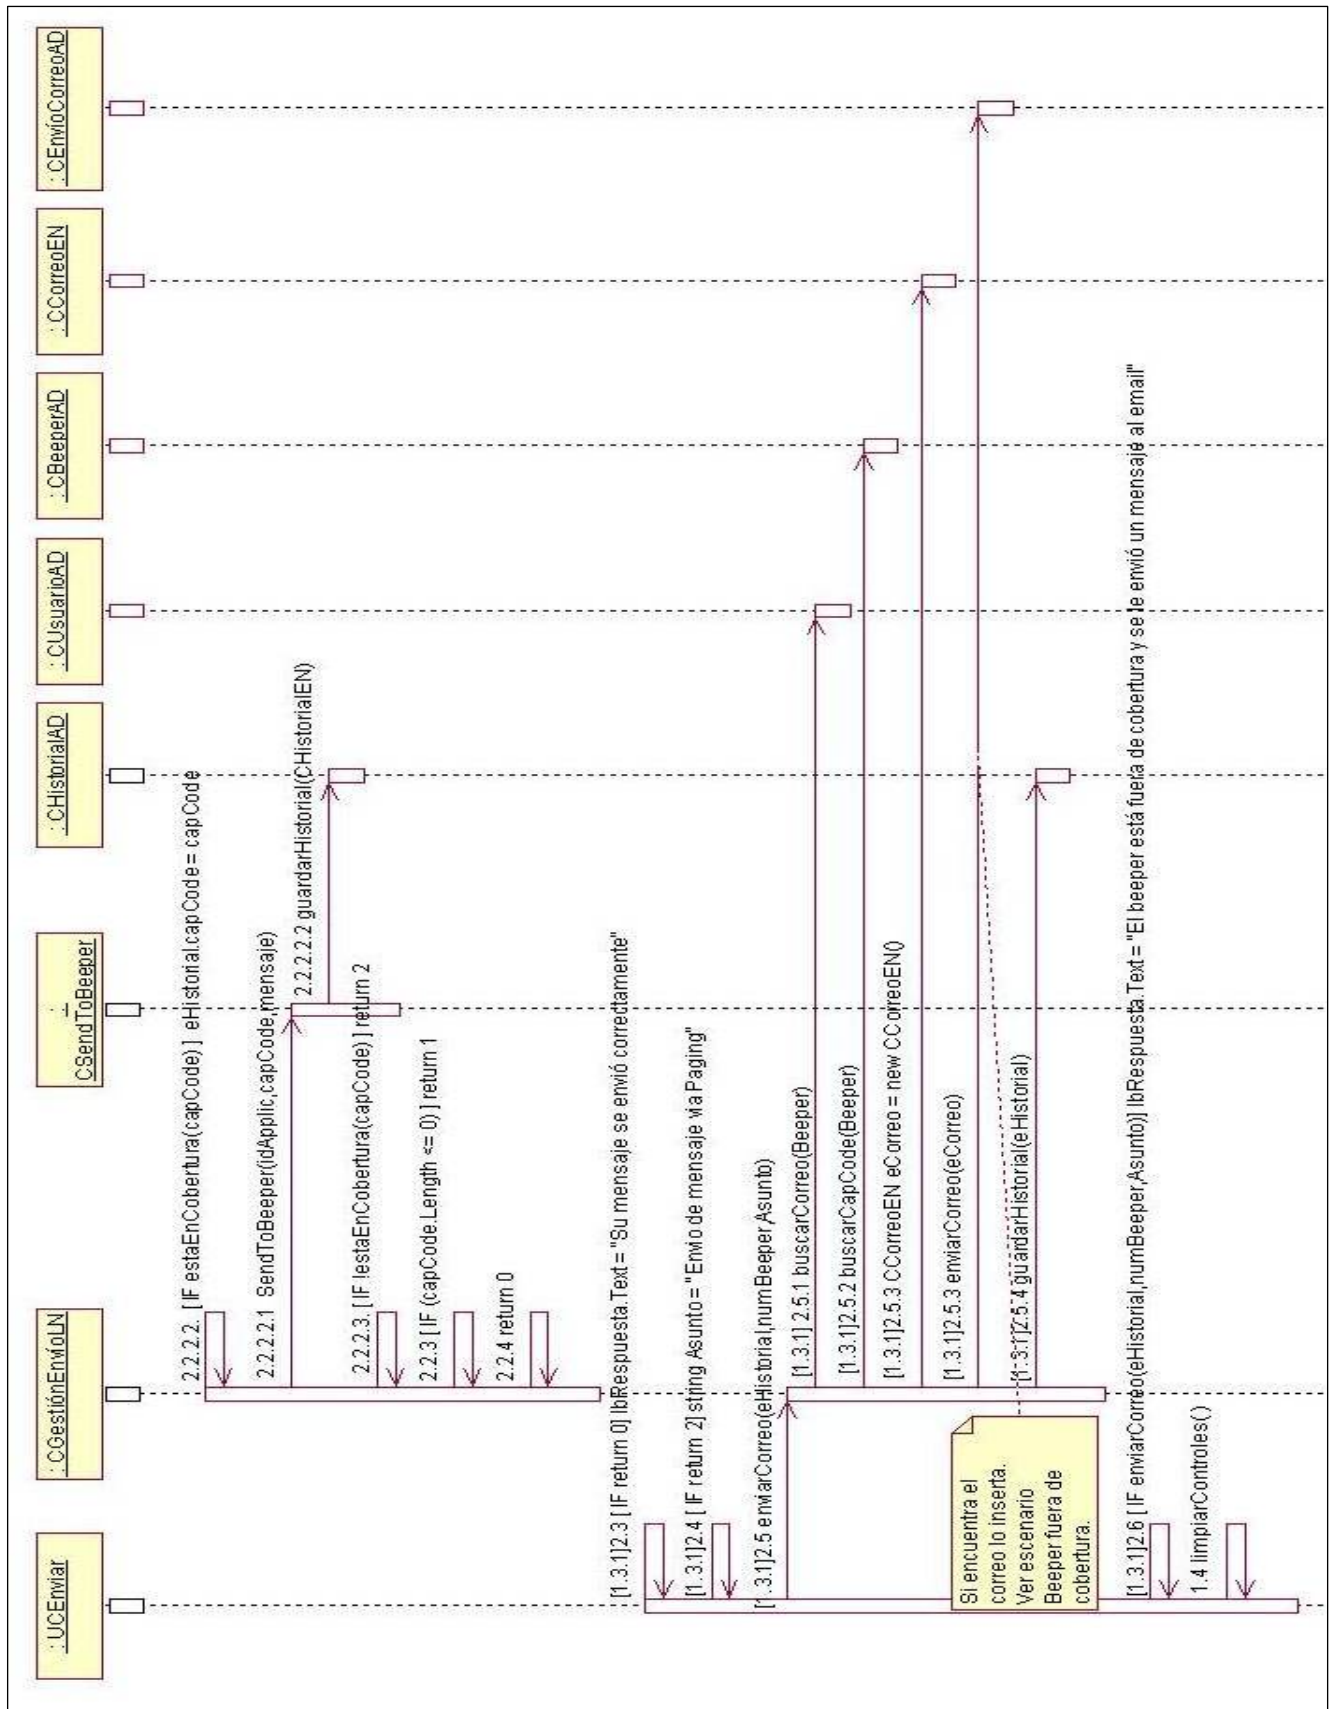 : UCEnviar
: CGestiónEnvíoLN
:
CSendToBeeper
: CHistorialAD
: CUsuarioAD
: CBeeperAD
: CCorreoEN
: CEnvíoCorreoAD
2.2.2.2. [ IF estaEnCobertura(capCode) ] eHistorial.capCode = capCode
2.2.2.2.1 SendToBeeper(idApplic,capCode,mensaje)
2.2.2.2.2 guardarHistorial(CHistorialEN)
2.2.2.3. [ IF !estaEnCobertura(capCode) ] return 2
2.2.3 [ IF (capCode.Length <= 0) ] return 1
2.2.4 return 0
[1.3.1]2.3 [ IF return 0] lbRespuesta.Text = "Su mensaje se envió correctamente"
[1.3.1]2.4 [ IF return 2] string Asunto = "Envio de mensaje via Paging"
[1.3.1]2.5 enviarCorreo(eHistorial,numBeeper,Asunto)
[1.3.1] 2.5.1 buscarCorreo(Beeper)
[1.3.1]2.5.2 buscarCapCode(Beeper)
[1.3.1]2.5.3 CCorreoEN eCorreo = new CCorreoEN()
[1.3.1]2.5.3 enviarCorreo(eCorreo)
[1.3.1]2.5.4 guardarHistorial(eHistorial)
Si encuentra el
correo lo inserta.
Ver escenario
Beeper fuera de
cobertura.
[1.3.1]2.6 [ IF enviarCorreo(eHistorial,numBeeper,Asunto)] lbRespuesta.Text = "El beeper está fuera de cobertura y se le envió un mensaje al email"
1.4 limpiarControles()